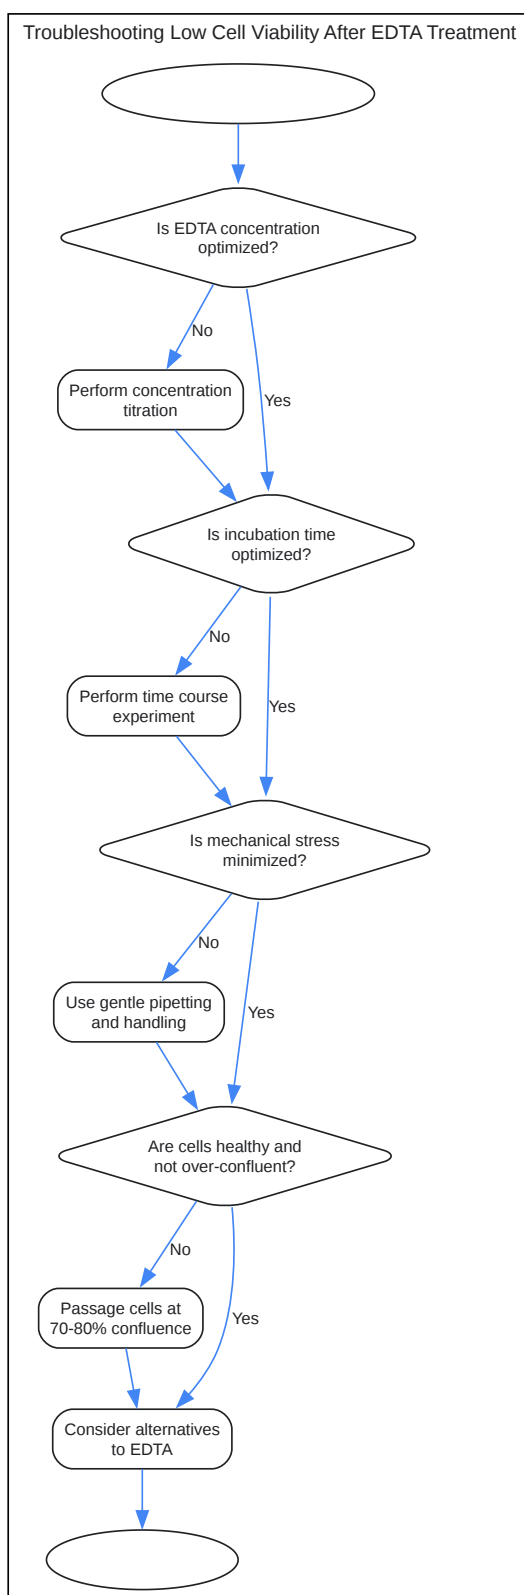 Troubleshooting Low Cell Viability After EDTA Treatment
Is EDTA concentration
optimized?
No
Perform concentration
titration
Yes
Is incubation time
optimized?
No
Perform time course
experiment
Yes
Is mechanical stress
minimized?
No
Use gentle pipetting
and handling
Yes
Are cells healthy and
not over-confluent?
No
Passage cells at
70-80% confluence
Yes
Consider alternatives
to EDTA